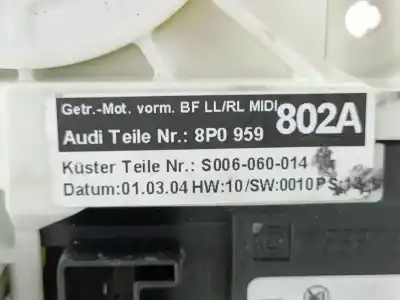 Getr.-Mot. vorm. BF LL/RL MIDI
Audi Teile Nr.: 8P0 959 802A
Küster Teile Nr.: S006-060-014
Datum:01.03.04 HW:10/SW:0010